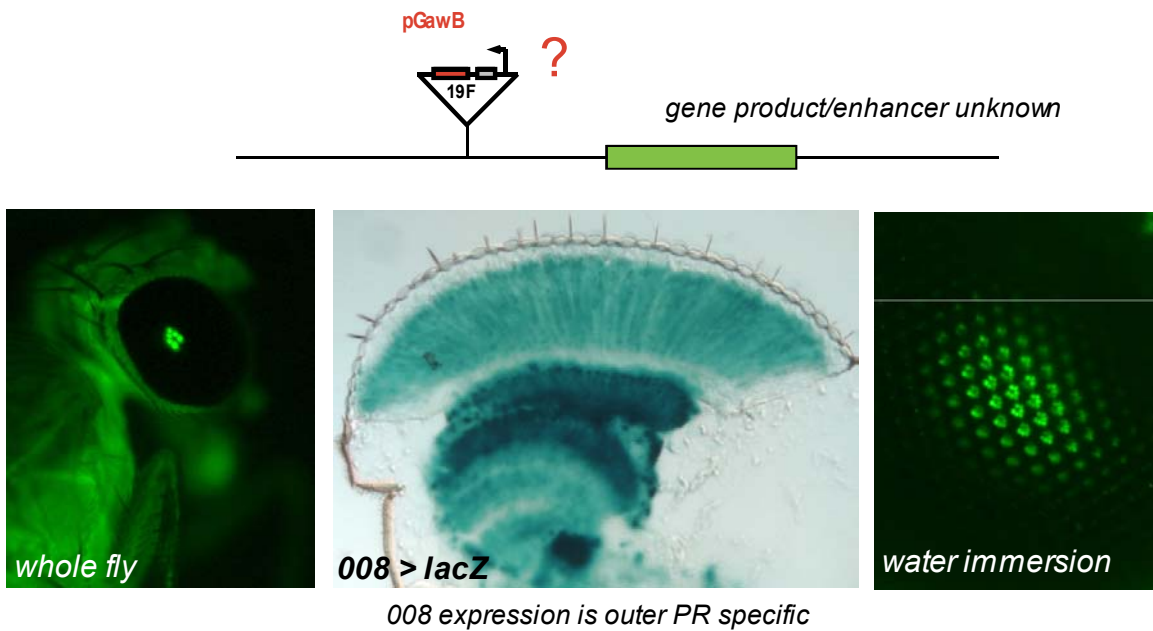 pGawB
?
19F
gene product/enhancer unknown
whole fly
008 > lacZ
water immersion
008 expression is outer PR specific